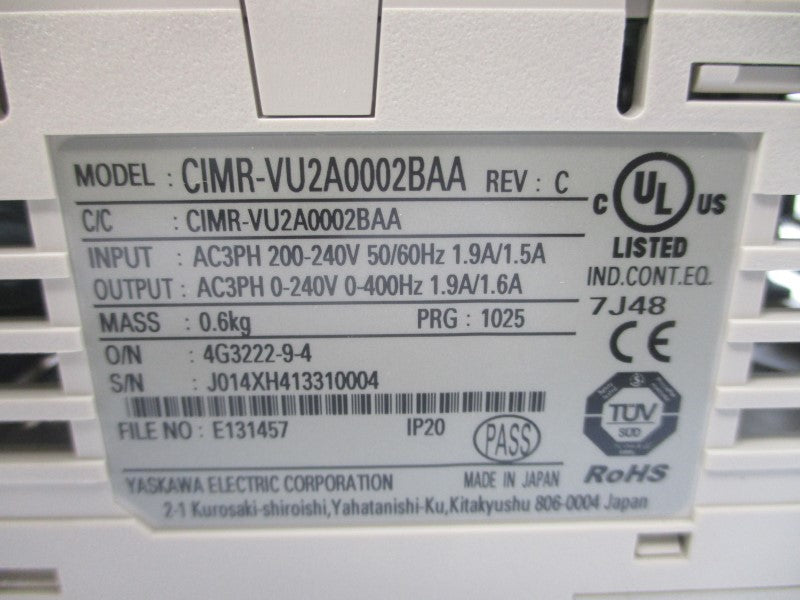 MODEL : CIMR-VU2A0002BAA REV : C
C/C : CIMR-VU2A0002BAA
INPUT : AC3PH 200-240V 50/60Hz 1.9A/1.5A
OUTPUT : AC3PH 0-240V 0-400Hz 1.9A/1.6A
MASS : 0.6kg PRG : 1025
O/N : 4G3222-9-4
S/N : J014XH413310004
FILE NO : E131457 IP20 PASS
YASKAWA ELECTRIC CORPORATION MADE IN JAPAN
2-1 Kurosaki-shiroishi,Yahatanishi-Ku,Kitakyushu 806-0004 Japan
C UL US
LISTED
IND.CONT.EQ.
7J48
CE
TÜV
SÜD
RoHS